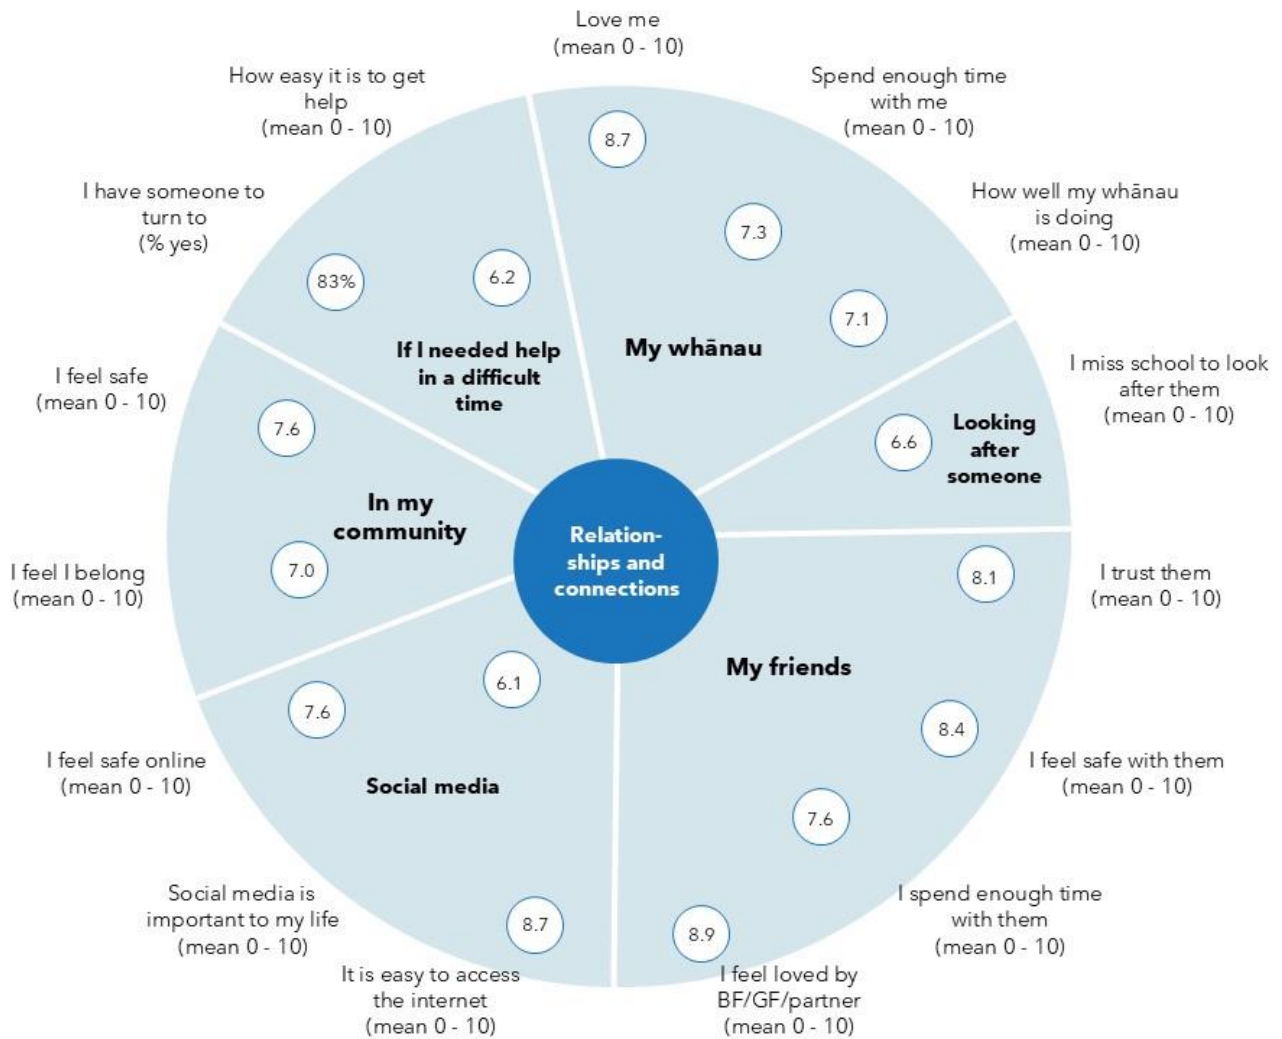 Love me
(mean 0 - 10)
Spend enough time
with me
(mean 0 - 10)
How well my whānau
is doing
(mean 0 - 10)
I miss school to look
after them
(mean 0 - 10)
I trust them
(mean 0 - 10)
I feel safe with them
(mean 0 - 10)
I spend enough time
with them
(mean 0 - 10)
I feel loved by
BF/GF/partner
(mean 0 - 10)
It is easy to access
the internet
(mean 0 - 10)
Social media is
important to my life
(mean 0 - 10)
I feel safe online
(mean 0 - 10)
I feel I belong
(mean 0 - 10)
I feel safe
(mean 0 - 10)
I have someone to
turn to
(% yes)
How easy it is to get
help
(mean 0 - 10)
8.7
7.3
7.1
My whānau
6.6
Looking
after
someone
8.1
8.4
7.6
8.9
My friends
8.7
6.1
7.6
Social media
7.0
7.6
In my
community
83%
6.2
If I needed help
in a difficult
time
Relation-
ships and
connections